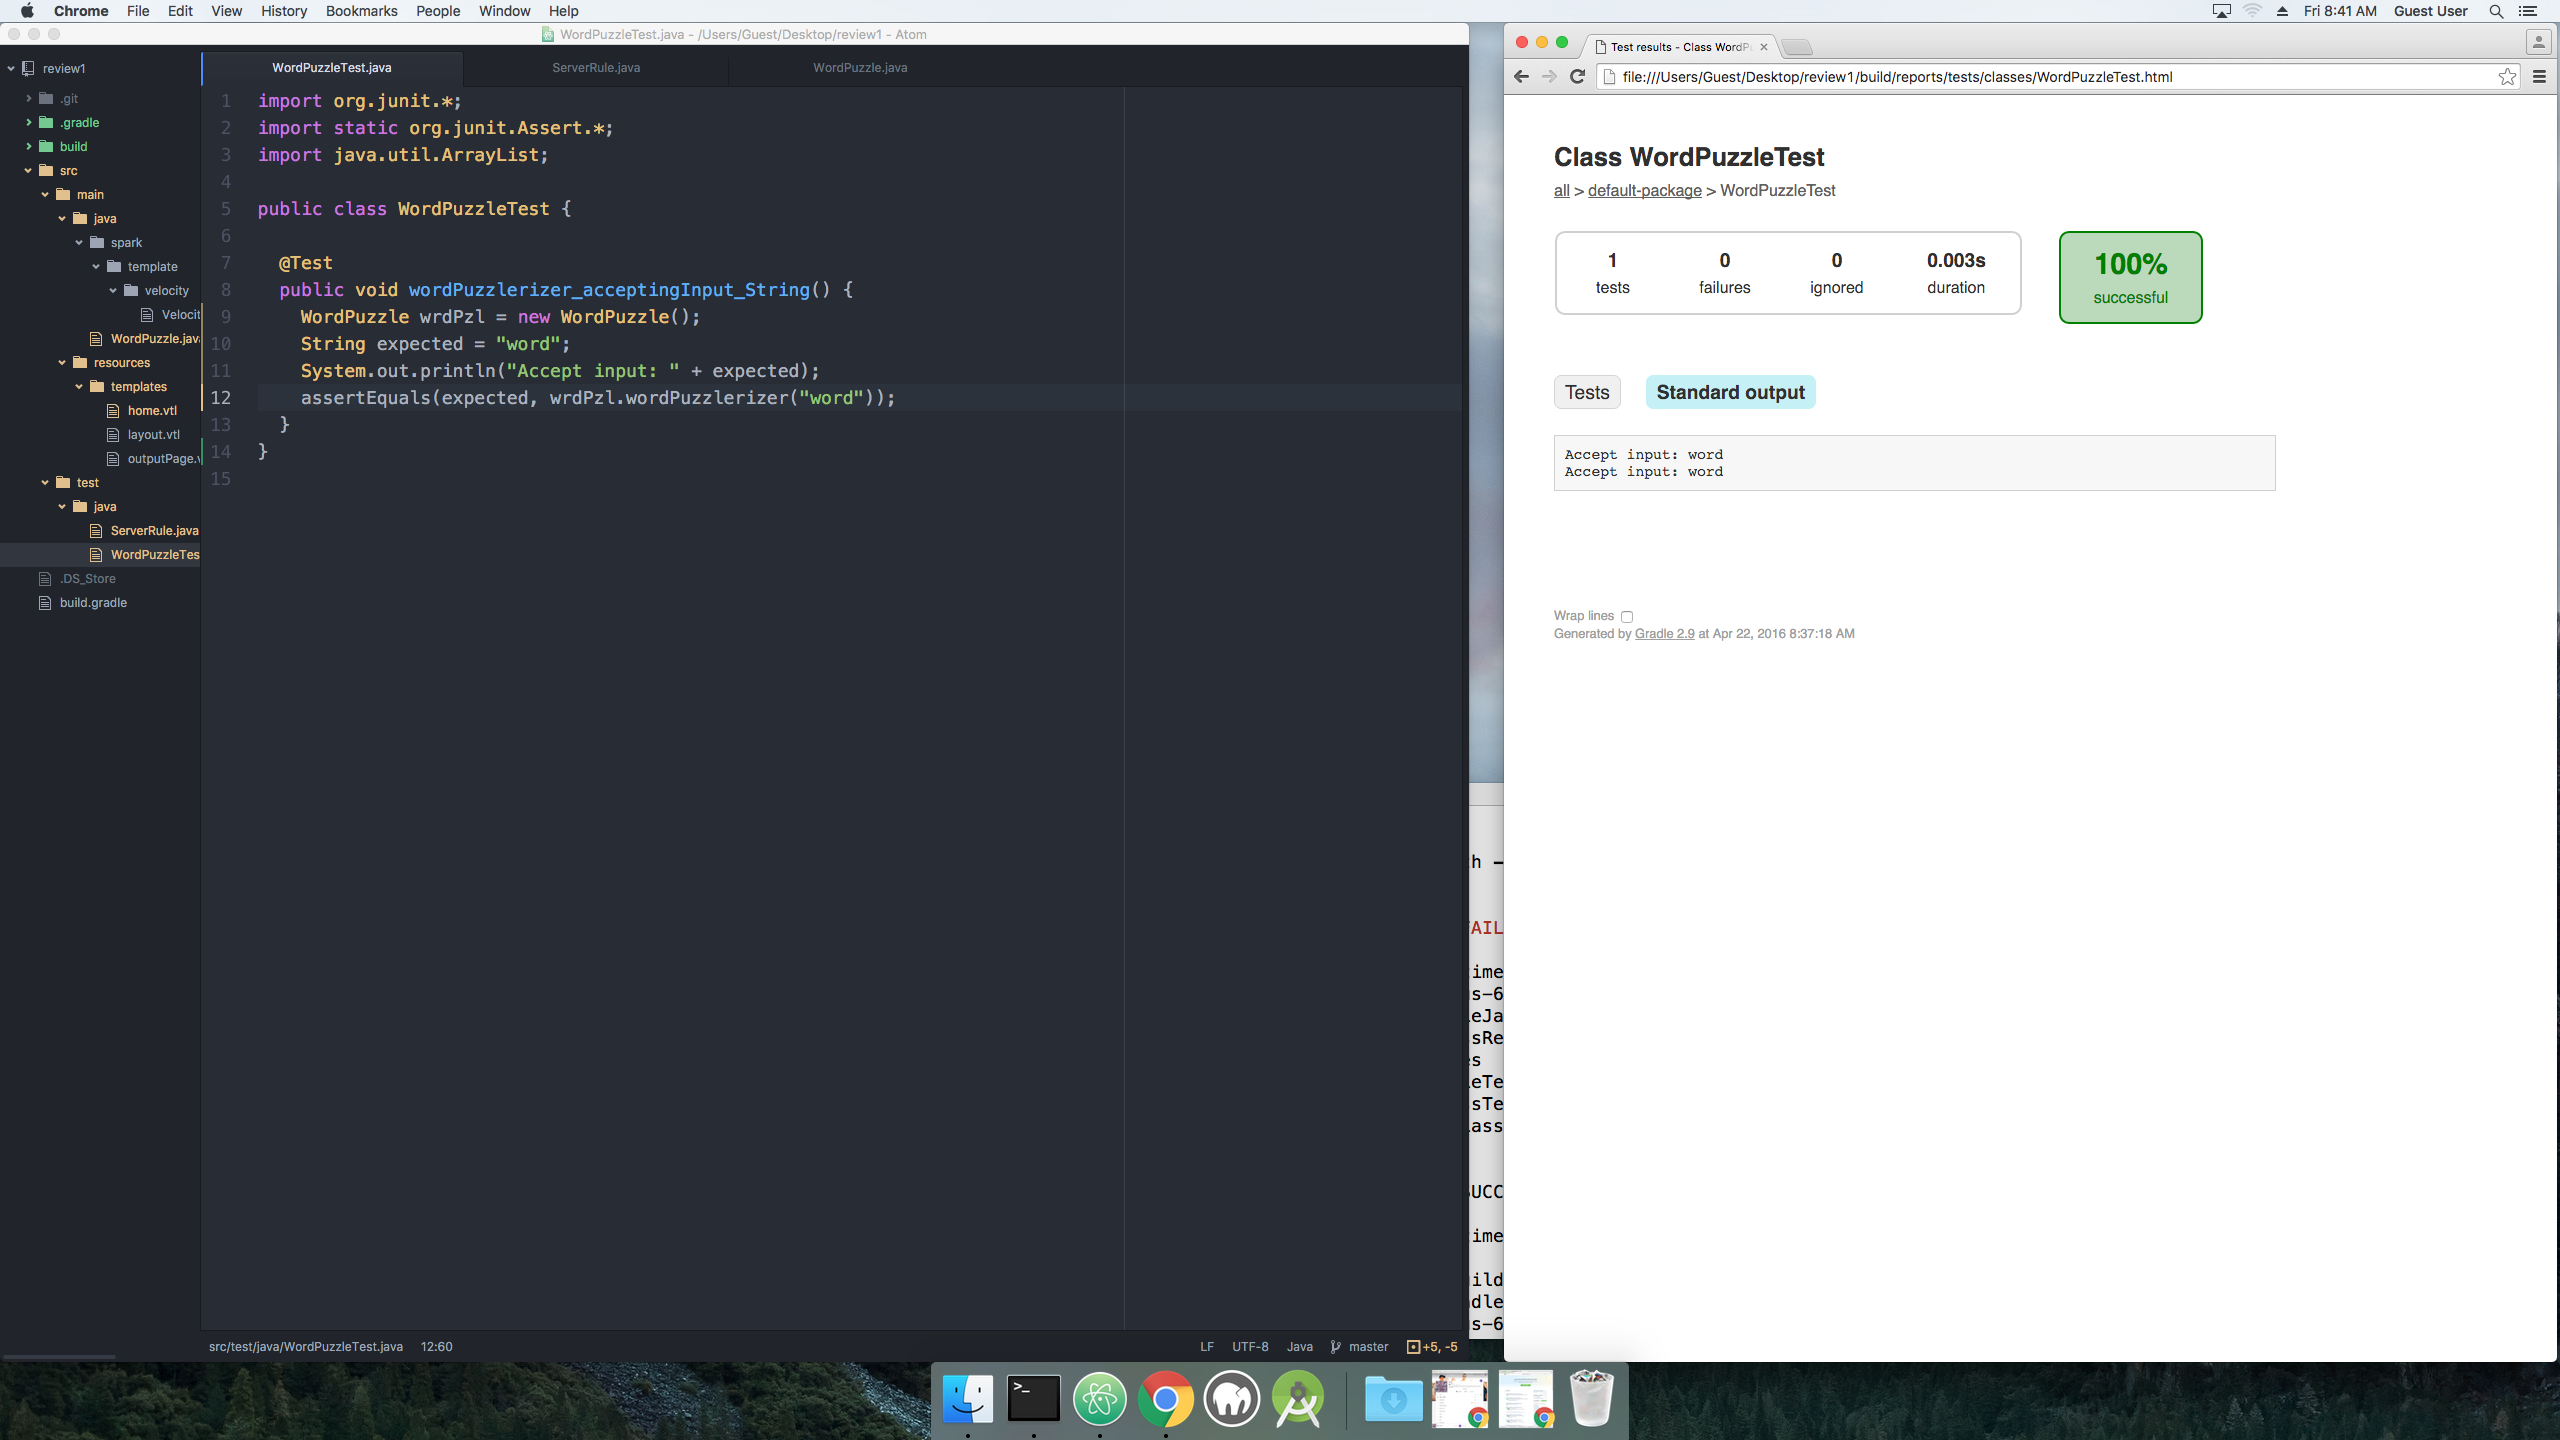 Chrome File Edit View History Bookmarks People Window Help
Fri 8:41 AM Guest User
WordPuzzleTest.java - /Users/Guest/Desktop/review1 - Atom
review1
.git
.gradle
build
src
main
java
spark
template
velocity
Velocit
WordPuzzle.jav
resources
templates
home.vtl
layout.vtl
outputPage.v
test
java
ServerRule.java
WordPuzzleTes
.DS_Store
build.gradle
WordPuzzleTest.java ServerRule.java WordPuzzle.java
1 import org.junit.*;
2 import static org.junit.Assert.*;
3 import java.util.ArrayList;
4
5 public class WordPuzzleTest {
6
7 @Test
8 public void wordPuzzlerizer_acceptingInput_String() {
9 WordPuzzle wrdPzl = new WordPuzzle();
10 String expected = "word";
11 System.out.println("Accept input: " + expected);
12 assertEquals(expected, wrdPzl.wordPuzzlerizer("word"));
13 }
14 }
15
src/test/java/WordPuzzleTest.java 12:60
LF UTF-8 Java master +5, -5
h -
AIL
ime
s-6
eJa
sRe
s
eTe
sTe
lass
UCC
ime
ild
dle
s-6
Test results - Class WordP
file:///Users/Guest/Desktop/review1/build/reports/tests/classes/WordPuzzleTest.html
Class WordPuzzleTest
all > default-package > WordPuzzleTest
1 0 0 0.003s
tests failures ignored duration
100%
successful
Tests Standard output
Accept input: word
Accept input: word
Wrap lines
Generated by Gradle 2.9 at Apr 22, 2016 8:37:18 AM